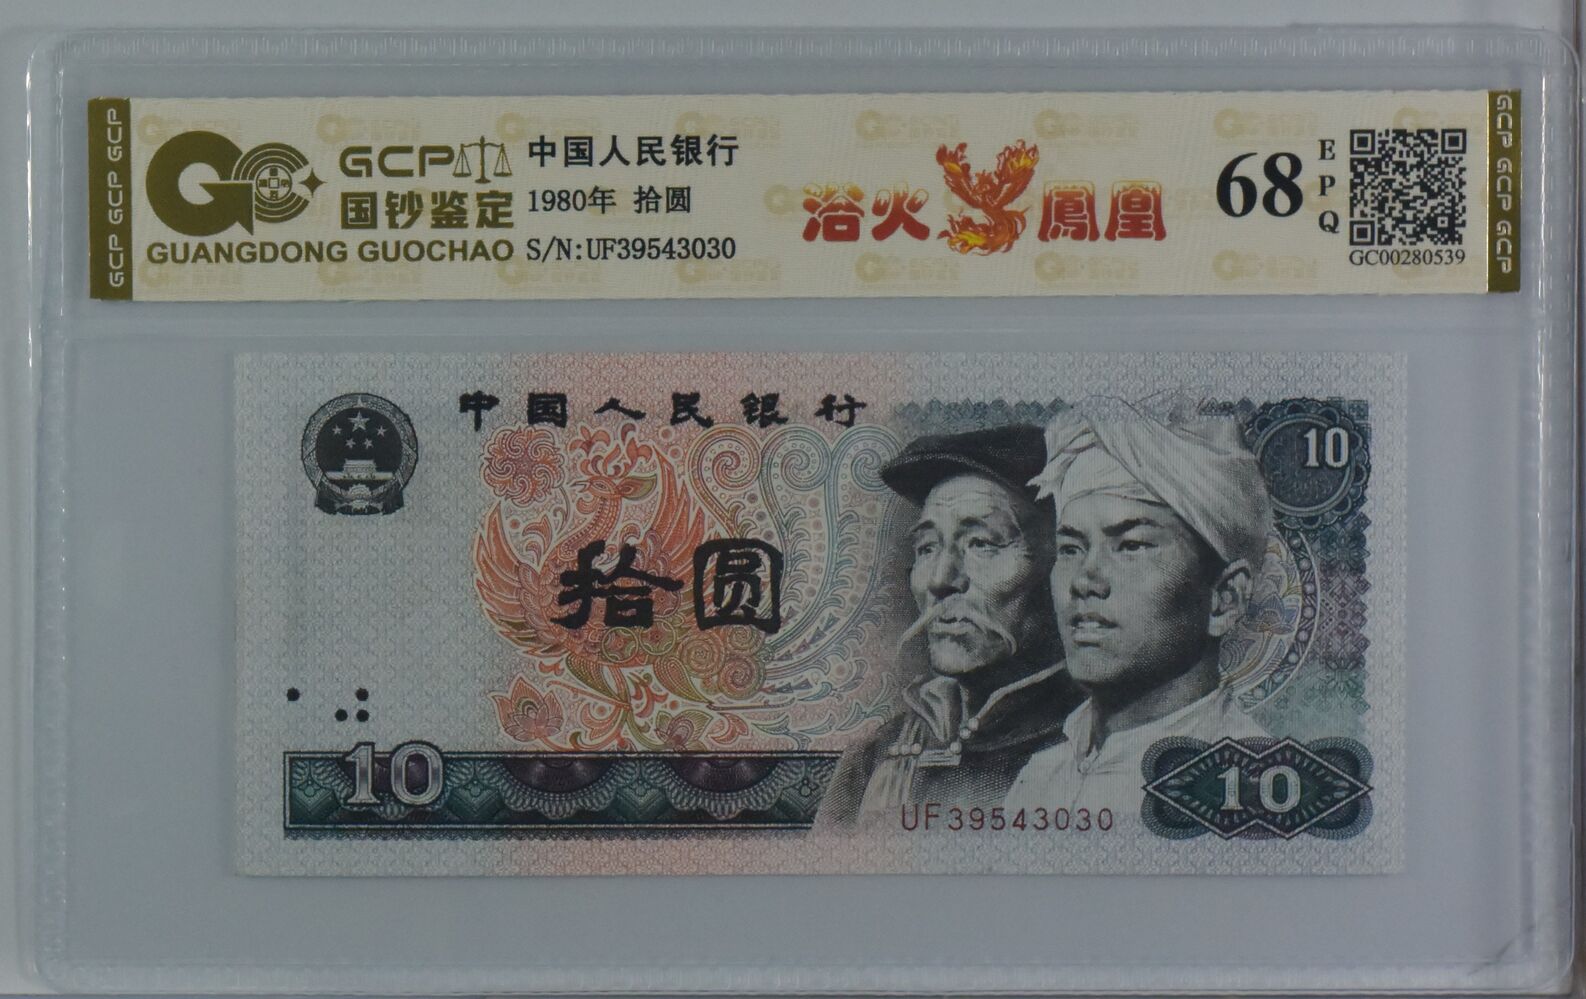 GCP GCP GCP
GCP
国钞鉴定
GUANGDONG GUOCHAO
中国人民银行
1980年 拾圆
S/N:UF39543030
浴火鳳凰
68
EPQ
GC00280539
GCP GCP GCP
中国人民银行
10
拾圆
10
UF39543030
10